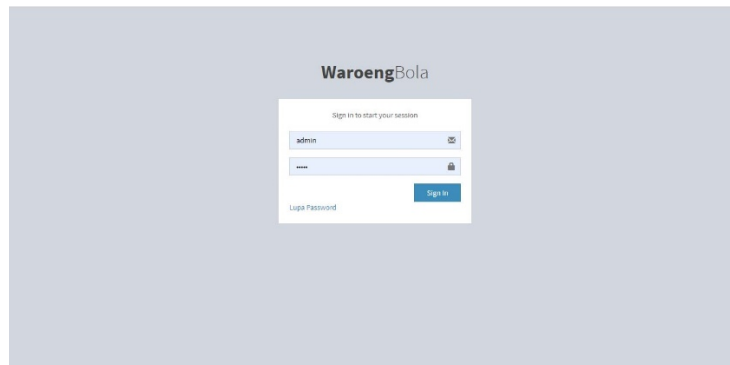 WaroengBola
Sign in to start your session
admin
•••••
Sign In
Lupa Password